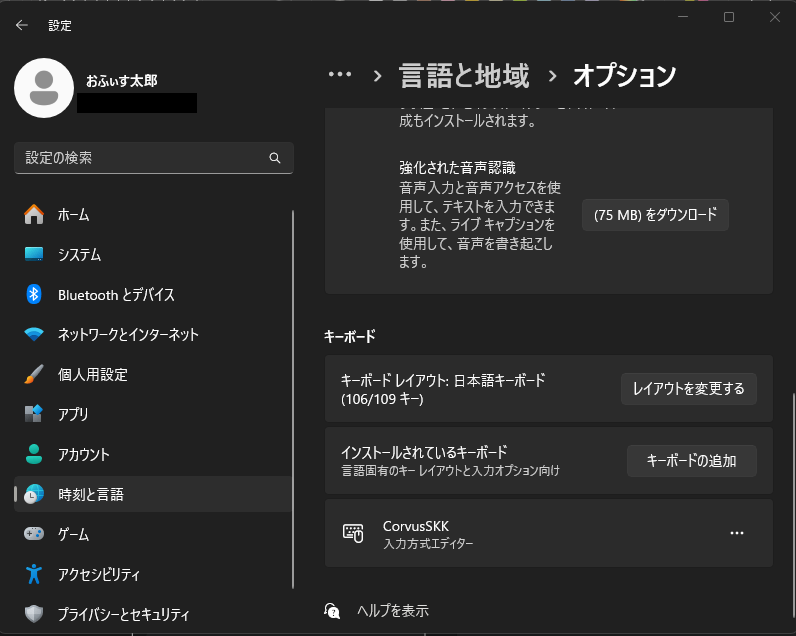 設定
おふぃす太郎
設定の検索
ホーム
システム
Bluetooth とデバイス
ネットワークとインターネット
個人用設定
アプリ
アカウント
時刻と言語
ゲーム
アクセシビリティ
プライバシーとセキュリティ
… › 言語と地域 › オプション
成もインストールされます。
強化された音声認識
音声入力と音声アクセスを使
用して、テキストを入力できま
す。また、ライブ キャプションを
使用して、音声を書き起こし
ます。
(75 MB) をダウンロード
キーボード
キーボード レイアウト: 日本語キーボード
(106/109 キー)
レイアウトを変更する
インストールされているキーボード
言語固有のキー レイアウトと入力オプション向け
キーボードの追加
CorvusSKK
入力方式エディター
ヘルプを表示